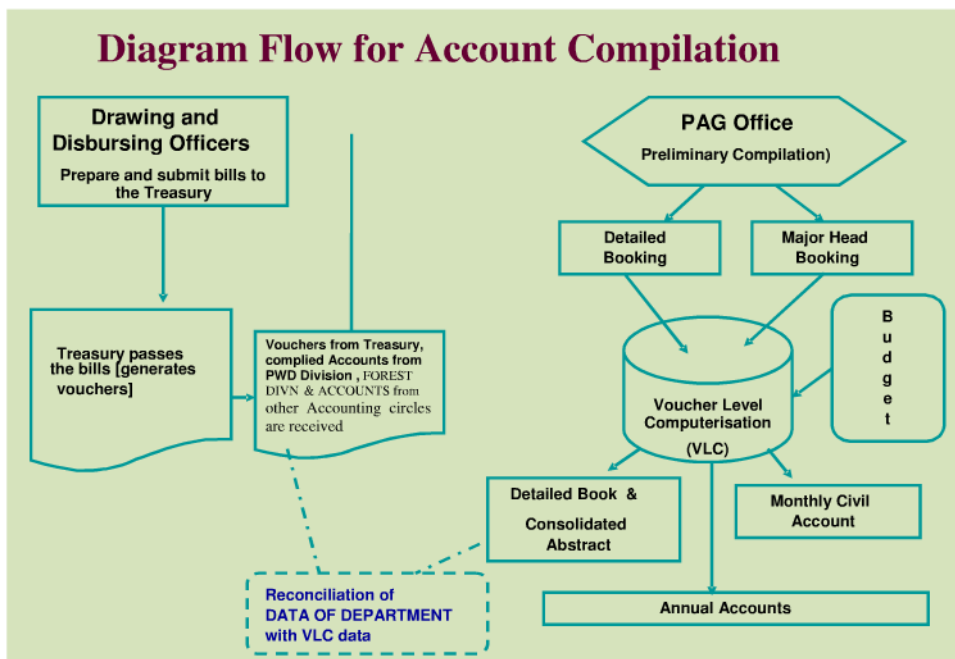 Diagram Flow for Account Compilation
Drawing and
Disbursing Officers
Prepare and submit bills to
the Treasury
Treasury passes
the bills [generates
vouchers]
Vouchers from Treasury,
complied Accounts from
PWD Division , FOREST
DIVN & ACCOUNTS from
other Accounting circles
are received
PAG Office
Preliminary Compilation)
Detailed
Booking
Major Head
Booking
B
u
d
g
e
t
Voucher Level
Computerisation
(VLC)
Detailed Book &
Consolidated
Abstract
Monthly Civil
Account
Reconciliation of
DATA OF DEPARTMENT
with VLC data
Annual Accounts